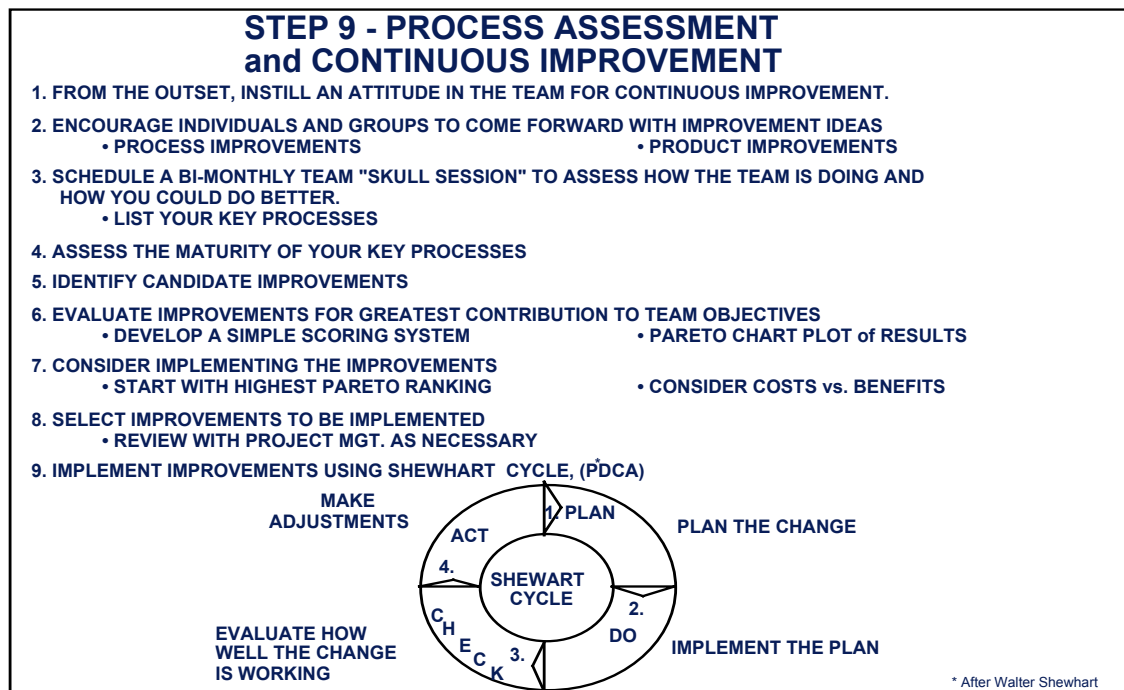 STEP 9 - PROCESS ASSESSMENT
and CONTINUOUS IMPROVEMENT
1. FROM THE OUTSET, INSTILL AN ATTITUDE IN THE TEAM FOR CONTINUOUS IMPROVEMENT.
2. ENCOURAGE INDIVIDUALS AND GROUPS TO COME FORWARD WITH IMPROVEMENT IDEAS
• PROCESS IMPROVEMENTS • PRODUCT IMPROVEMENTS
3. SCHEDULE A BI-MONTHLY TEAM "SKULL SESSION" TO ASSESS HOW THE TEAM IS DOING AND
HOW YOU COULD DO BETTER.
• LIST YOUR KEY PROCESSES
4. ASSESS THE MATURITY OF YOUR KEY PROCESSES
5. IDENTIFY CANDIDATE IMPROVEMENTS
6. EVALUATE IMPROVEMENTS FOR GREATEST CONTRIBUTION TO TEAM OBJECTIVES
• DEVELOP A SIMPLE SCORING SYSTEM • PARETO CHART PLOT of RESULTS
7. CONSIDER IMPLEMENTING THE IMPROVEMENTS
• START WITH HIGHEST PARETO RANKING • CONSIDER COSTS vs. BENEFITS
8. SELECT IMPROVEMENTS TO BE IMPLEMENTED
• REVIEW WITH PROJECT MGT. AS NECESSARY
9. IMPLEMENT IMPROVEMENTS USING SHEWHART CYCLE, (PDCA)*
MAKE
ADJUSTMENTS
1. PLAN
PLAN THE CHANGE
ACT
4.
SHEWART
CYCLE
2.
DO
IMPLEMENT THE PLAN
CHECK
3.
EVALUATE HOW
WELL THE CHANGE
IS WORKING
* After Walter Shewhart